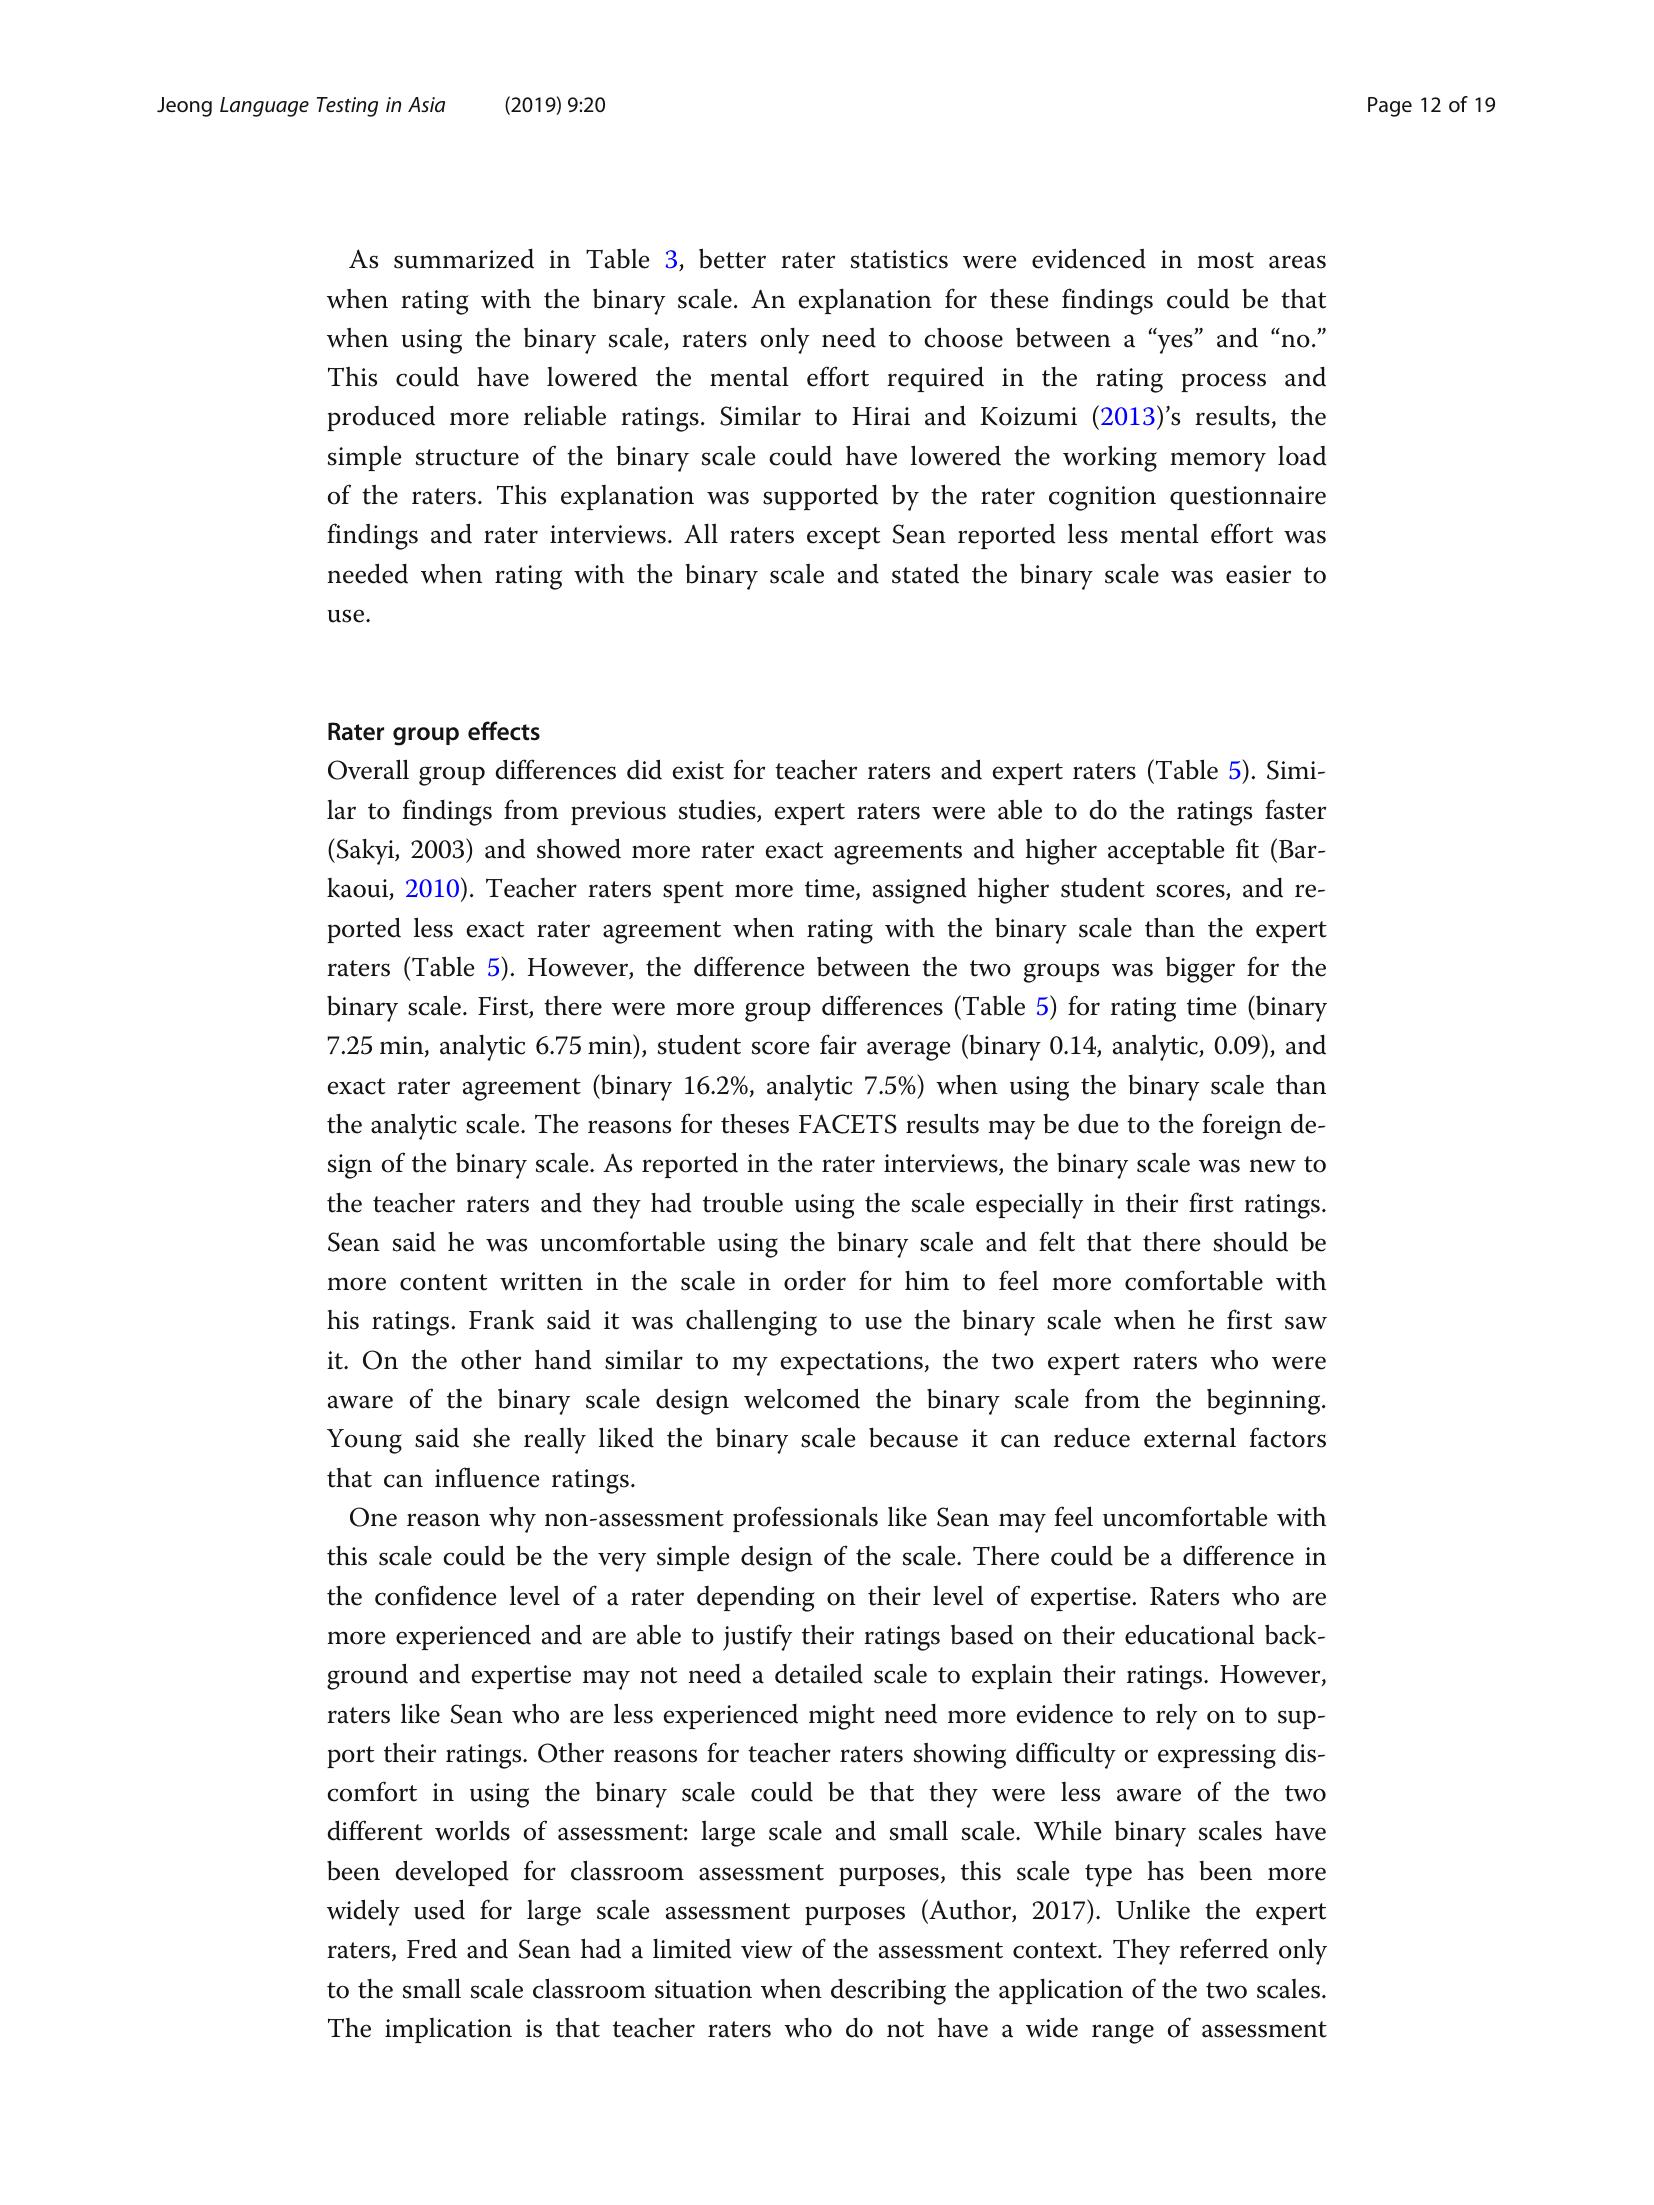 Jeong Language Testing in Asia (2019) 9:20 Page 12 of 19
As summarized in Table 3, better rater statistics were evidenced in most areas
when rating with the binary scale. An explanation for these findings could be that
when using the binary scale, raters only need to choose between a “yes” and “no.”
This could have lowered the mental effort required in the rating process and
produced more reliable ratings. Similar to Hirai and Koizumi (2013)’s results, the
simple structure of the binary scale could have lowered the working memory load
of the raters. This explanation was supported by the rater cognition questionnaire
findings and rater interviews. All raters except Sean reported less mental effort was
needed when rating with the binary scale and stated the binary scale was easier to
use.
Rater group effects
Overall group differences did exist for teacher raters and expert raters (Table 5). Simi-
lar to findings from previous studies, expert raters were able to do the ratings faster
(Sakyi, 2003) and showed more rater exact agreements and higher acceptable fit (Bar-
kaoui, 2010). Teacher raters spent more time, assigned higher student scores, and re-
ported less exact rater agreement when rating with the binary scale than the expert
raters (Table 5). However, the difference between the two groups was bigger for the
binary scale. First, there were more group differences (Table 5) for rating time (binary
7.25 min, analytic 6.75 min), student score fair average (binary 0.14, analytic, 0.09), and
exact rater agreement (binary 16.2%, analytic 7.5%) when using the binary scale than
the analytic scale. The reasons for theses FACETS results may be due to the foreign de-
sign of the binary scale. As reported in the rater interviews, the binary scale was new to
the teacher raters and they had trouble using the scale especially in their first ratings.
Sean said he was uncomfortable using the binary scale and felt that there should be
more content written in the scale in order for him to feel more comfortable with
his ratings. Frank said it was challenging to use the binary scale when he first saw
it. On the other hand similar to my expectations, the two expert raters who were
aware of the binary scale design welcomed the binary scale from the beginning.
Young said she really liked the binary scale because it can reduce external factors
that can influence ratings.
One reason why non-assessment professionals like Sean may feel uncomfortable with
this scale could be the very simple design of the scale. There could be a difference in
the confidence level of a rater depending on their level of expertise. Raters who are
more experienced and are able to justify their ratings based on their educational back-
ground and expertise may not need a detailed scale to explain their ratings. However,
raters like Sean who are less experienced might need more evidence to rely on to sup-
port their ratings. Other reasons for teacher raters showing difficulty or expressing dis-
comfort in using the binary scale could be that they were less aware of the two
different worlds of assessment: large scale and small scale. While binary scales have
been developed for classroom assessment purposes, this scale type has been more
widely used for large scale assessment purposes (Author, 2017). Unlike the expert
raters, Fred and Sean had a limited view of the assessment context. They referred only
to the small scale classroom situation when describing the application of the two scales.
The implication is that teacher raters who do not have a wide range of assessment